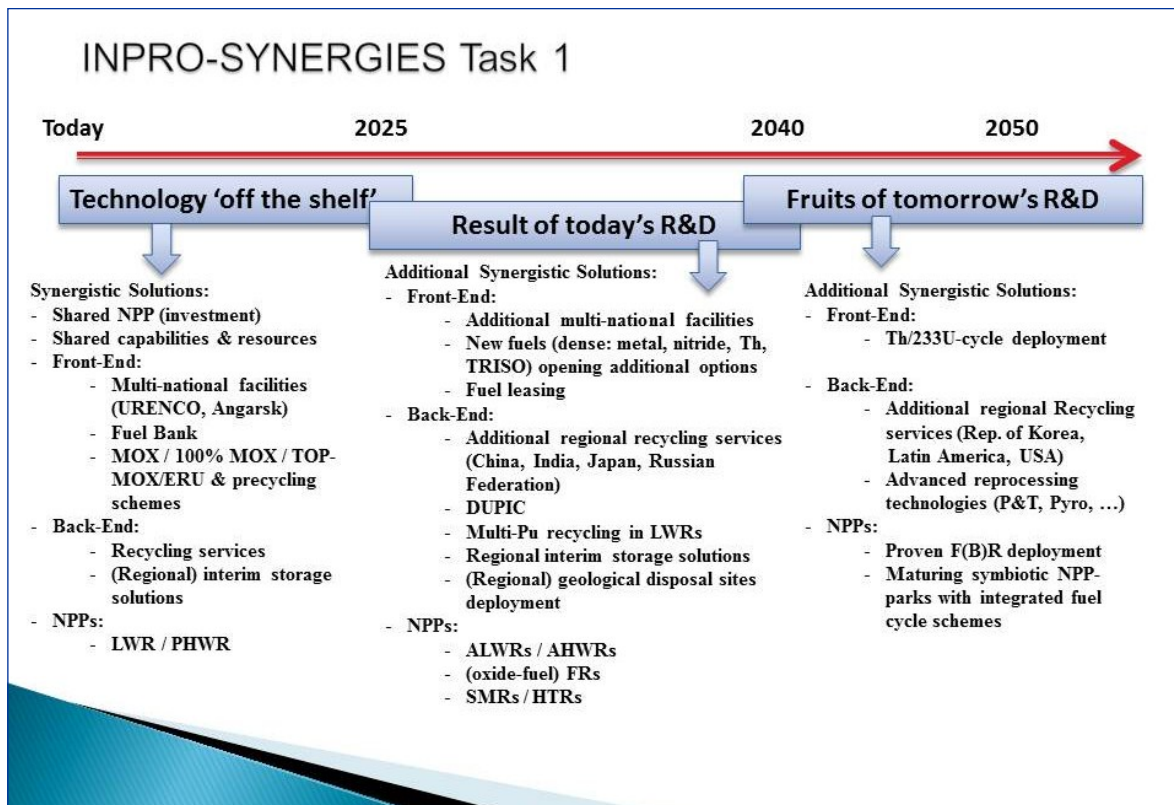 INPRO-SYNERGIES Task 1
Today 2025 2040 2050
Technology ‘off the shelf’
Synergistic Solutions:
- Shared NPP (investment)
- Shared capabilities & resources
- Front-End:
- Multi-national facilities
(URENCO, Angarsk)
- Fuel Bank
- MOX / 100% MOX / TOP-
MOX/ERU & precycling
schemes
- Back-End:
- Recycling services
- (Regional) interim storage
solutions
- NPPs:
- LWR / PHWR
Result of today’s R&D
Additional Synergistic Solutions:
- Front-End:
- Additional multi-national facilities
- New fuels (dense: metal, nitride, Th,
TRISO) opening additional options
- Fuel leasing
- Back-End:
- Additional regional recycling services
(China, India, Japan, Russian
Federation)
- DUPIC
- Multi-Pu recycling in LWRs
- Regional interim storage solutions
- (Regional) geological disposal sites
deployment
- NPPs:
- ALWRs / AHWRs
- (oxide-fuel) FRs
- SMRs / HTRs
Fruits of tomorrow’s R&D
Additional Synergistic Solutions:
- Front-End:
- Th/233U-cycle deployment
- Back-End:
- Additional regional Recycling
services (Rep. of Korea,
Latin America, USA)
- Advanced reprocessing
technologies (P&T, Pyro, …)
- NPPs:
- Proven F(B)R deployment
- Maturing symbiotic NPP-
parks with integrated fuel
cycle schemes